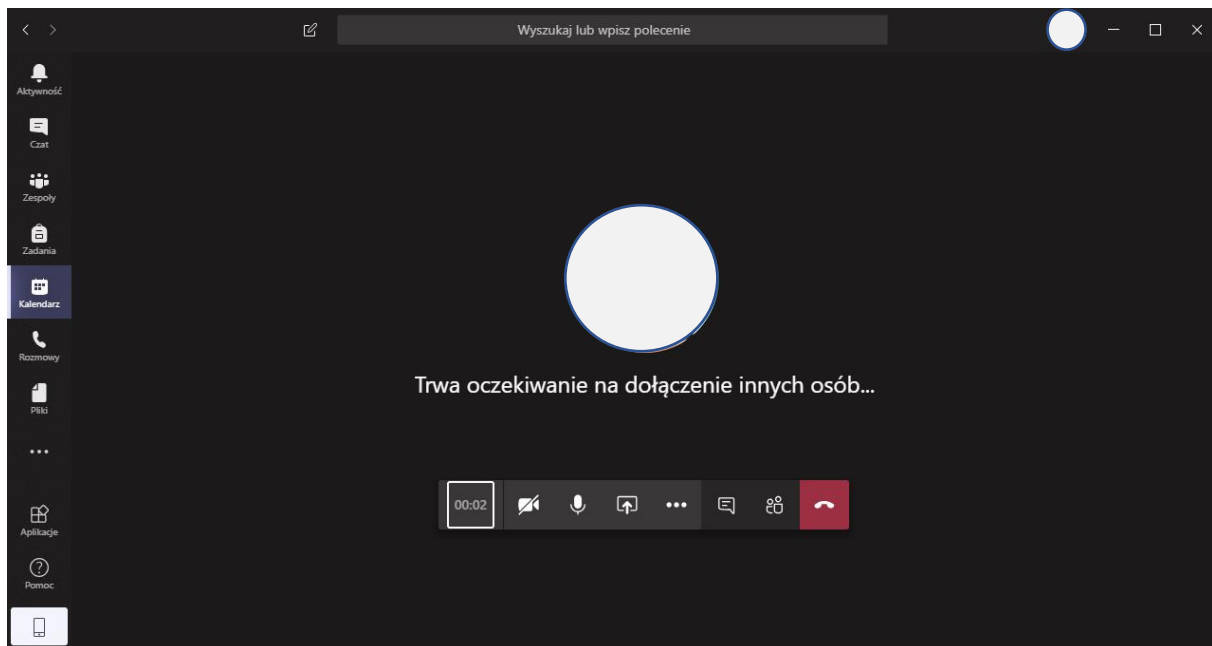 Wyszukaj lub wpisz polecenie
Aktywność
Czat
Zespoły
Zadania
Kalendarz
Rozmowy
Pliki
Aplikacje
Pomoc
Trwa oczekiwanie na dołączenie innych osób...
00:02